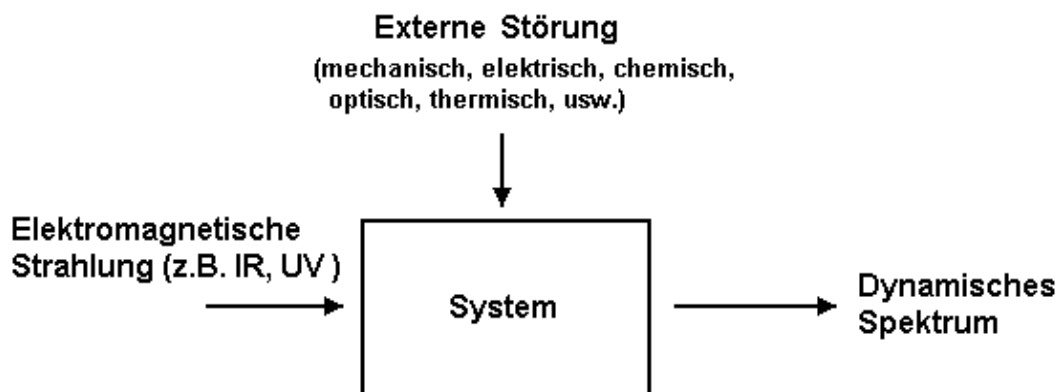 Externe Störung
(mechanisch, elektrisch, chemisch,
optisch, thermisch, usw.)
Elektromagnetische
Strahlung (z.B. IR, UV )
System
Dynamisches
Spektrum